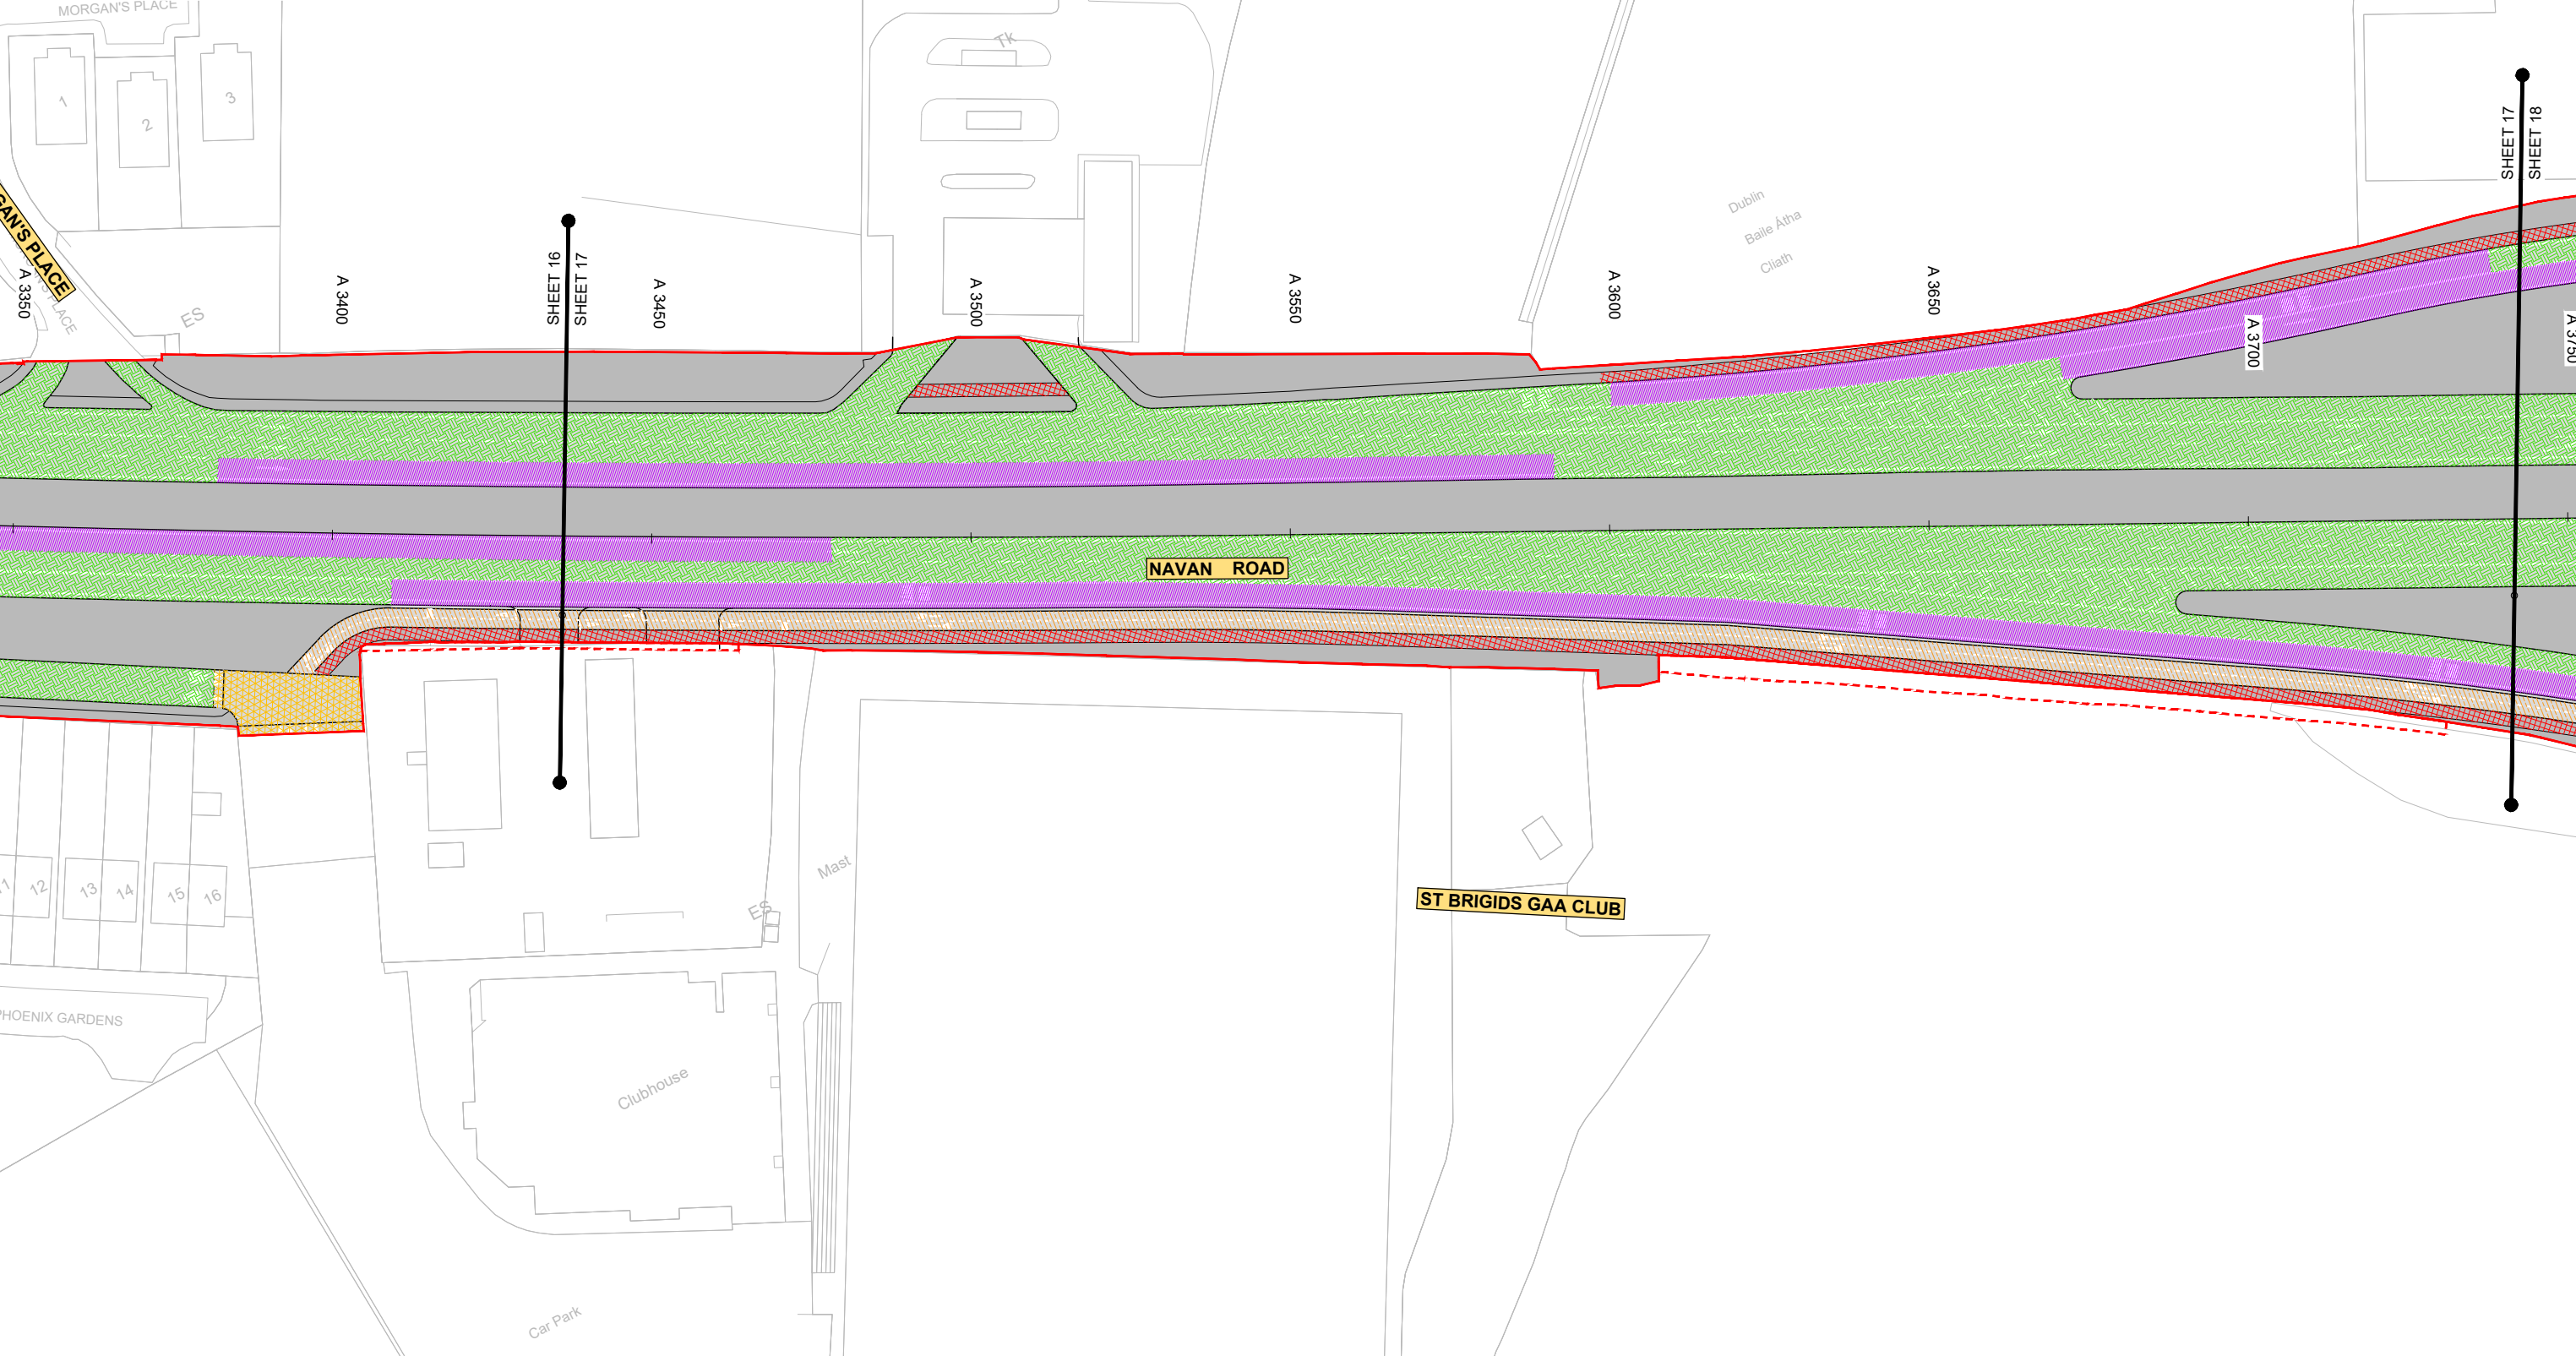 MORGAN'S PLACE
1
2
3
Tk
GAN'S PLACE
ES
Dublin
Baile Átha
Cliath
SHEET 16
SHEET 17
SHEET 17
SHEET 18
A 3350
A 3400
A 3450
A 3500
A 3550
A 3600
A 3650
A 3700
A 3750
NAVAN ROAD
ST BRIGIDS GAA CLUB
Mast
ES
12
13
14
15
16
PHOENIX GARDENS
Clubhouse
Car Park